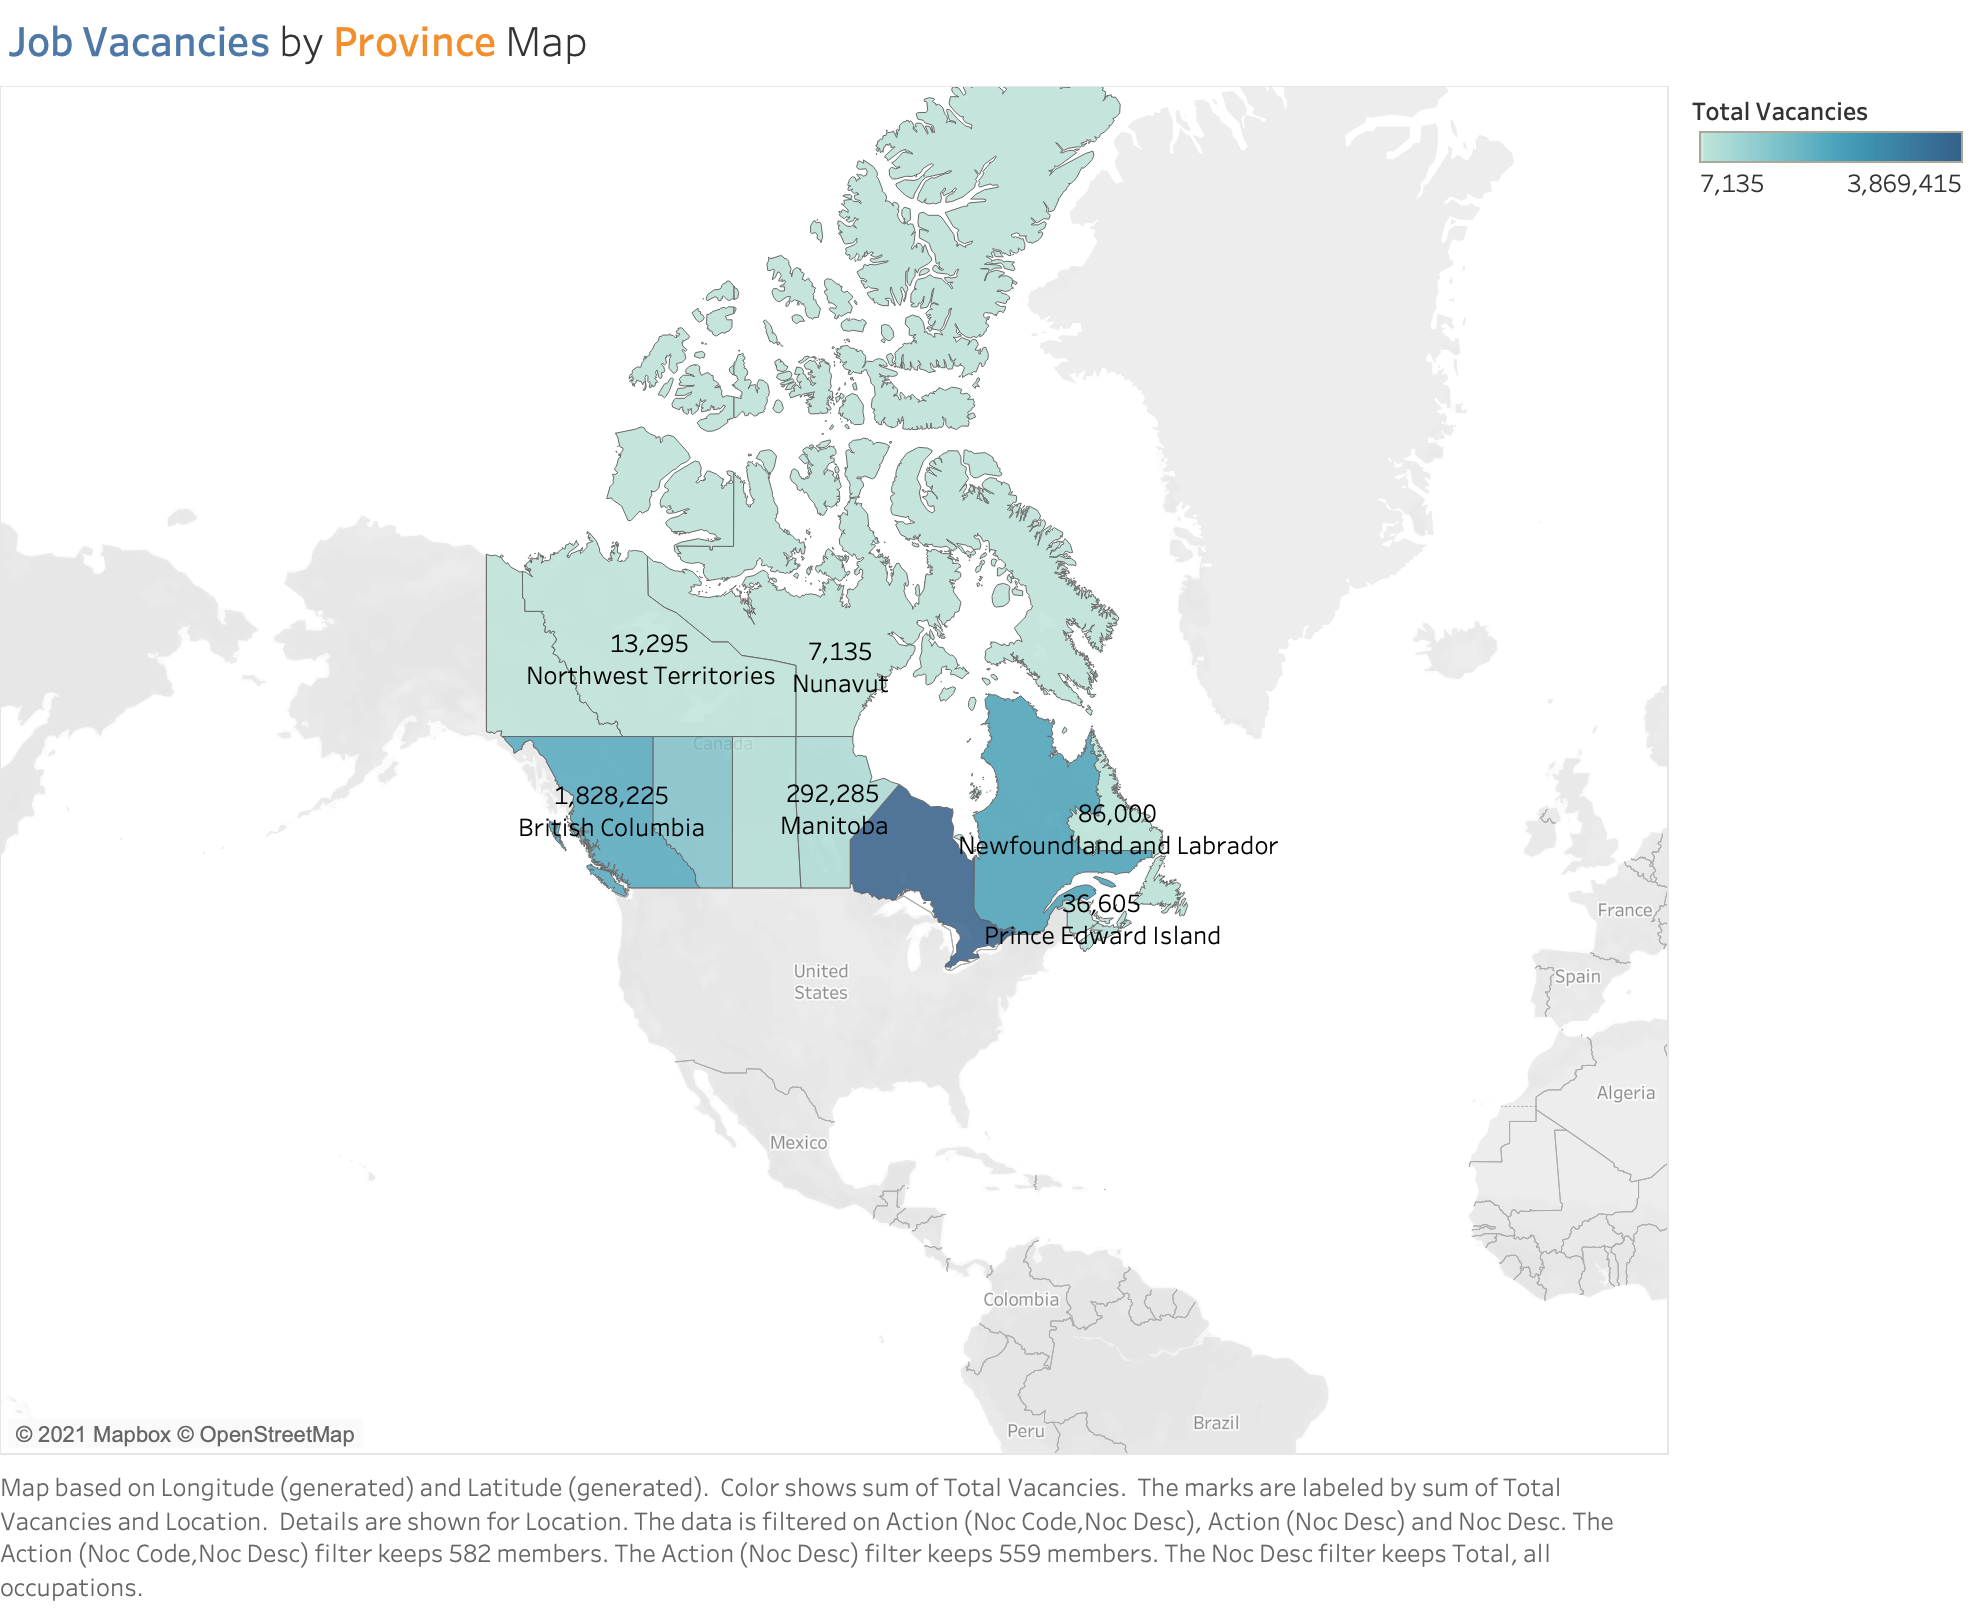 Job Vacancies by Province Map
Total Vacancies
7,135 3,869,415
13,295
Northwest Territories
7,135
Nunavut
Canada
1,828,225
British Columbia
292,285
Manitoba
86,000
Newfoundland and Labrador
36,605
Prince Edward Island
United
States
Mexico
France
Spain
Algeria
Colombia
Peru
Brazil
© 2021 Mapbox © OpenStreetMap
Map based on Longitude (generated) and Latitude (generated).  Color shows sum of Total Vacancies.  The marks are labeled by sum of Total
Vacancies and Location.  Details are shown for Location. The data is filtered on Action (Noc Code,Noc Desc), Action (Noc Desc) and Noc Desc. The
Action (Noc Code,Noc Desc) filter keeps 582 members. The Action (Noc Desc) filter keeps 559 members. The Noc Desc filter keeps Total, all
occupations.